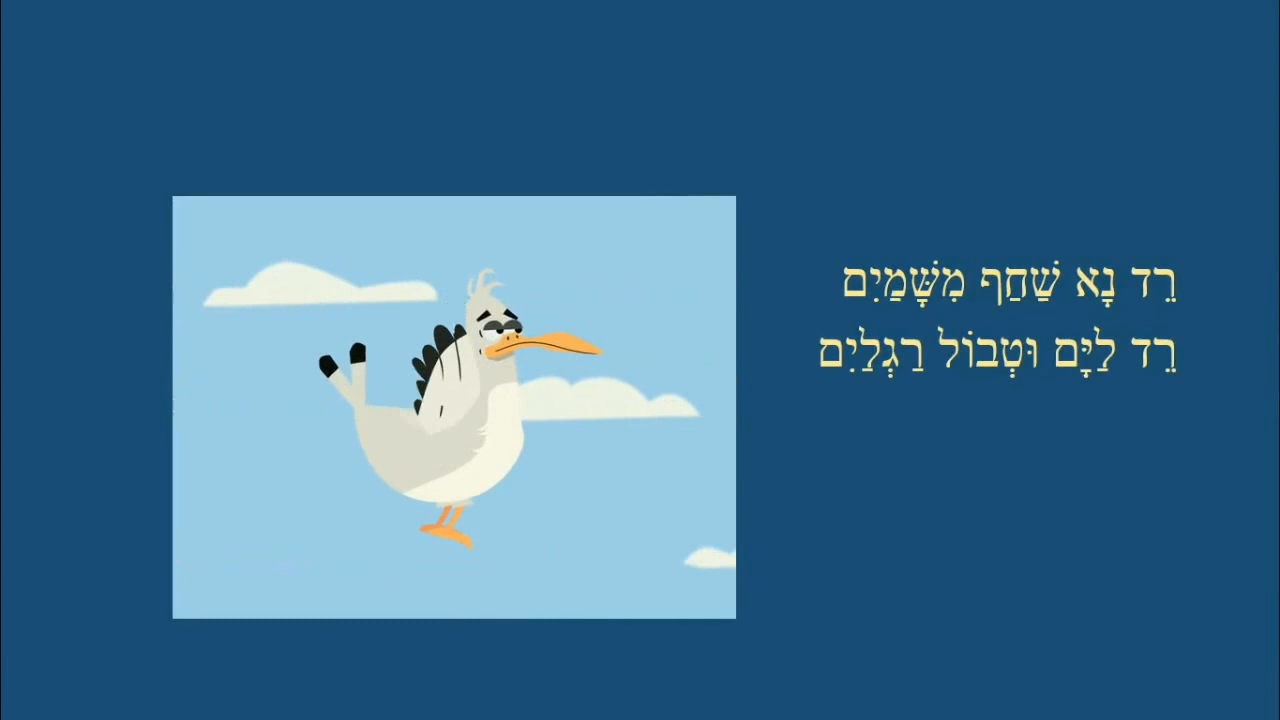 רֵד נָא שַׁחַף מִשָּׁמַיִם
רֵד לַיָּם וּטְבוֹל רַגְלַיִם